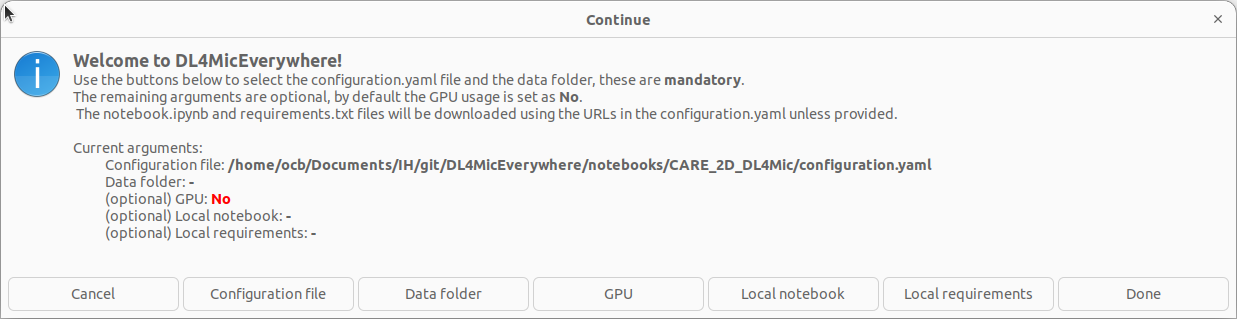 Continue
Welcome to DL4MicEverywhere!
Use the buttons below to select the configuration.yaml file and the data folder, these are mandatory.
The remaining arguments are optional, by default the GPU usage is set as No.
The notebook.ipynb and requirements.txt files will be downloaded using the URLs in the configuration.yaml unless provided.
Current arguments:
Configuration file: /home/ocb/Documents/IH/git/DL4MicEverywhere/notebooks/CARE_2D_DL4Mic/configuration.yaml
Data folder: -
(optional) GPU: No
(optional) Local notebook: -
(optional) Local requirements: -
Cancel Configuration file Data folder GPU Local notebook Local requirements Done